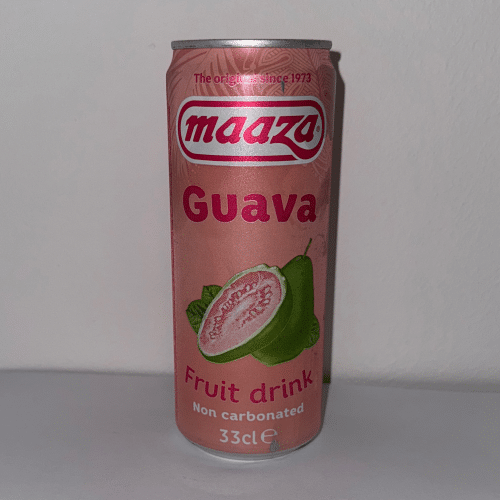 The original since 1973
maaza
Guava
Fruit drink
Non carbonated
33cl ℮